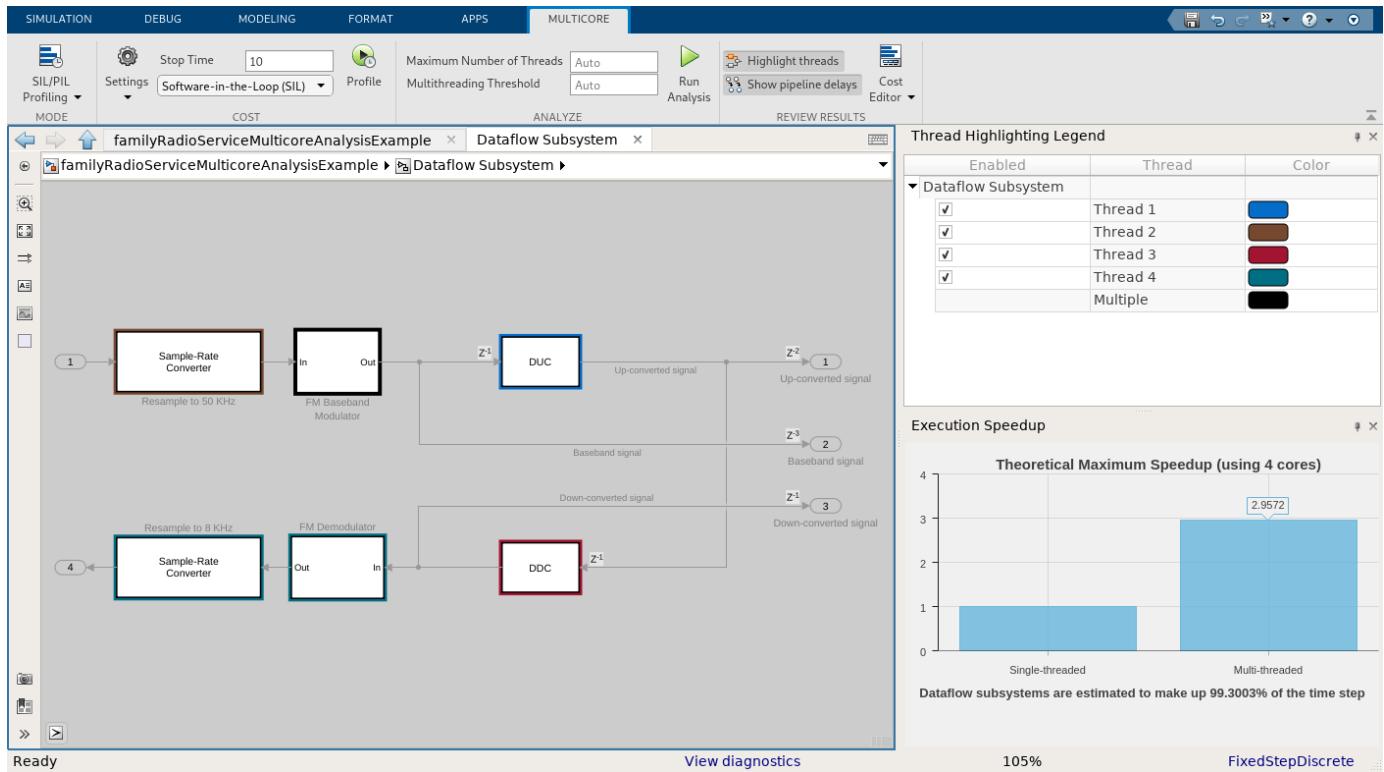 SIMULATION DEBUG MODELING FORMAT APPS MULTICORE
SIL/PIL
Profiling
MODE
Settings
Stop Time 10
Software-in-the-Loop (SIL)
Profile
COST
Maximum Number of Threads Auto
Multithreading Threshold Auto
Run
Analysis
ANALYZE
Highlight threads
Show pipeline delays
Cost
Editor
REVIEW RESULTS
familyRadioServiceMulticoreAnalysisExample × Dataflow Subsystem ×
familyRadioServiceMulticoreAnalysisExample Dataflow Subsystem
1
Sample-Rate
Converter
Resample to 50 KHz
In Out
FM Baseband
Modulator
Z-1
DUC
Up-converted signal
Z-2
1
Up-converted signal
Baseband signal
Z-3
2
Baseband signal
Down-converted signal
Z-1
3
Down-converted signal
Resample to 8 KHz
4
Sample-Rate
Converter
FM Demodulator
Out In
DDC
Z-1
Thread Highlighting Legend
Enabled Thread Color
Dataflow Subsystem
Thread 1
Thread 2
Thread 3
Thread 4
Multiple
Execution Speedup
Theoretical Maximum Speedup (using 4 cores)
4
3
2
1
0
2.9572
Single-threaded Multi-threaded
Dataflow subsystems are estimated to make up 99.3003% of the time step
Ready View diagnostics 105% FixedStepDiscrete